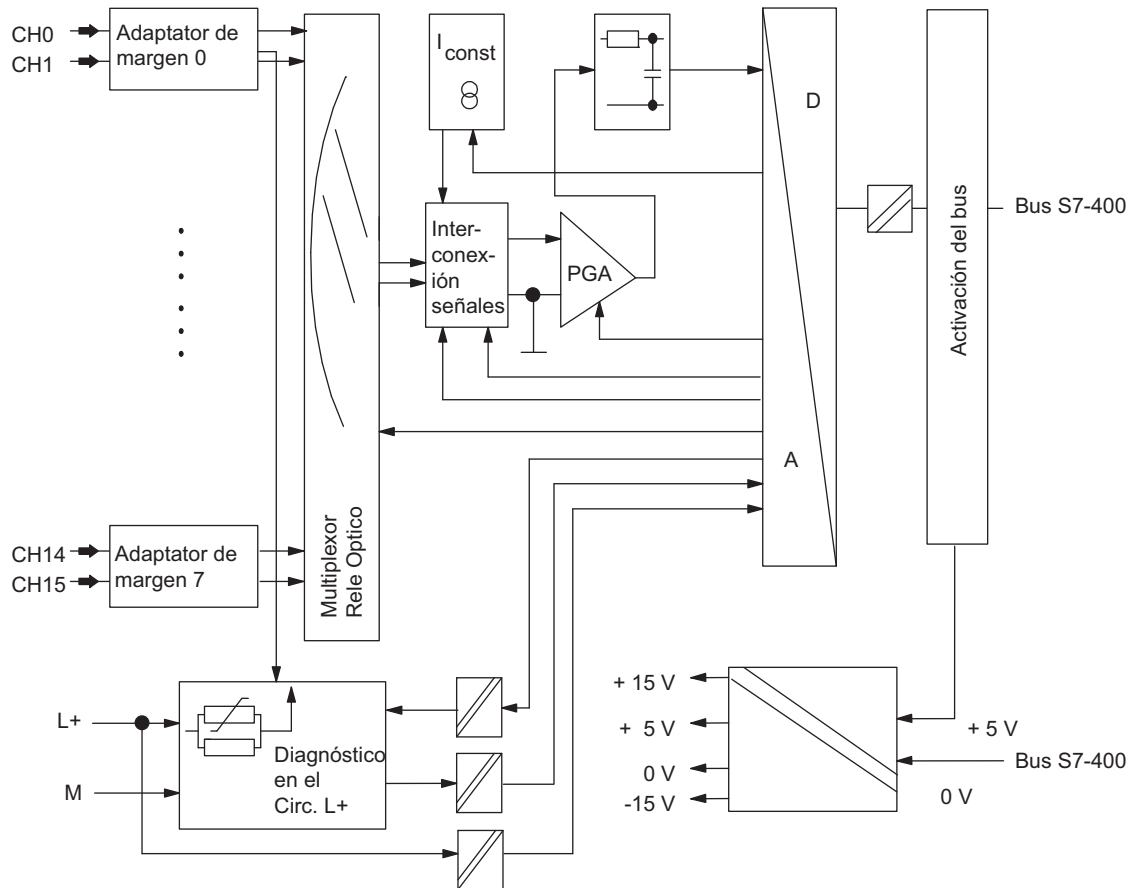 CH0
CH1
Adaptator de
margen 0
I const
D
Inter-
conex-
ión
señales
PGA
Activación del bus
Bus S7-400
A
CH14
CH15
Adaptator de
margen 7
Multiplexor
Rele Optico
L+
M
Diagnóstico
en el
Circ. L+
+ 15 V
+ 5 V
0 V
-15 V
+ 5 V
Bus S7-400
0 V